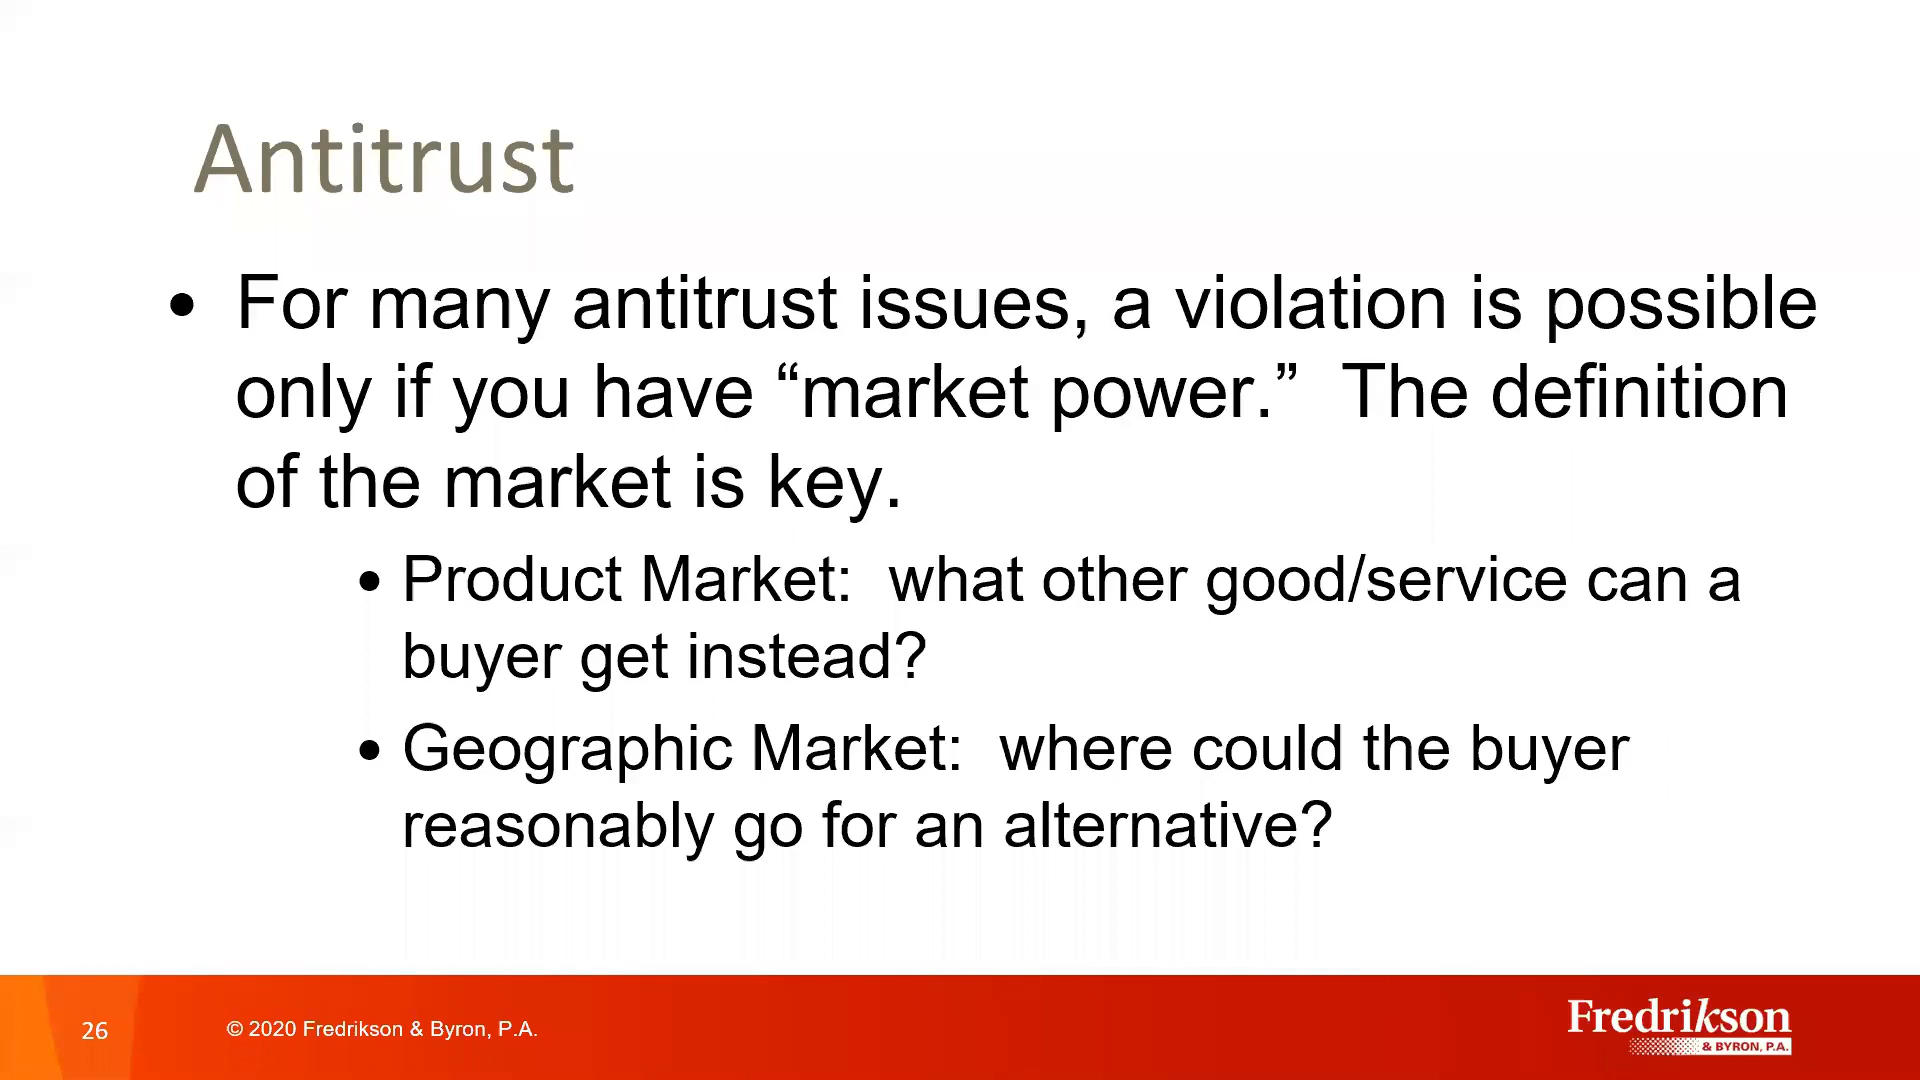 Antitrust
• For many antitrust issues, a violation is possible
only if you have “market power.”  The definition
of the market is key.
• Product Market:  what other good/service can a
buyer get instead?
• Geographic Market:  where could the buyer
reasonably go for an alternative?
26
© 2020 Fredrikson & Byron, P.A.
Fredrikson
& BYRON, P.A.